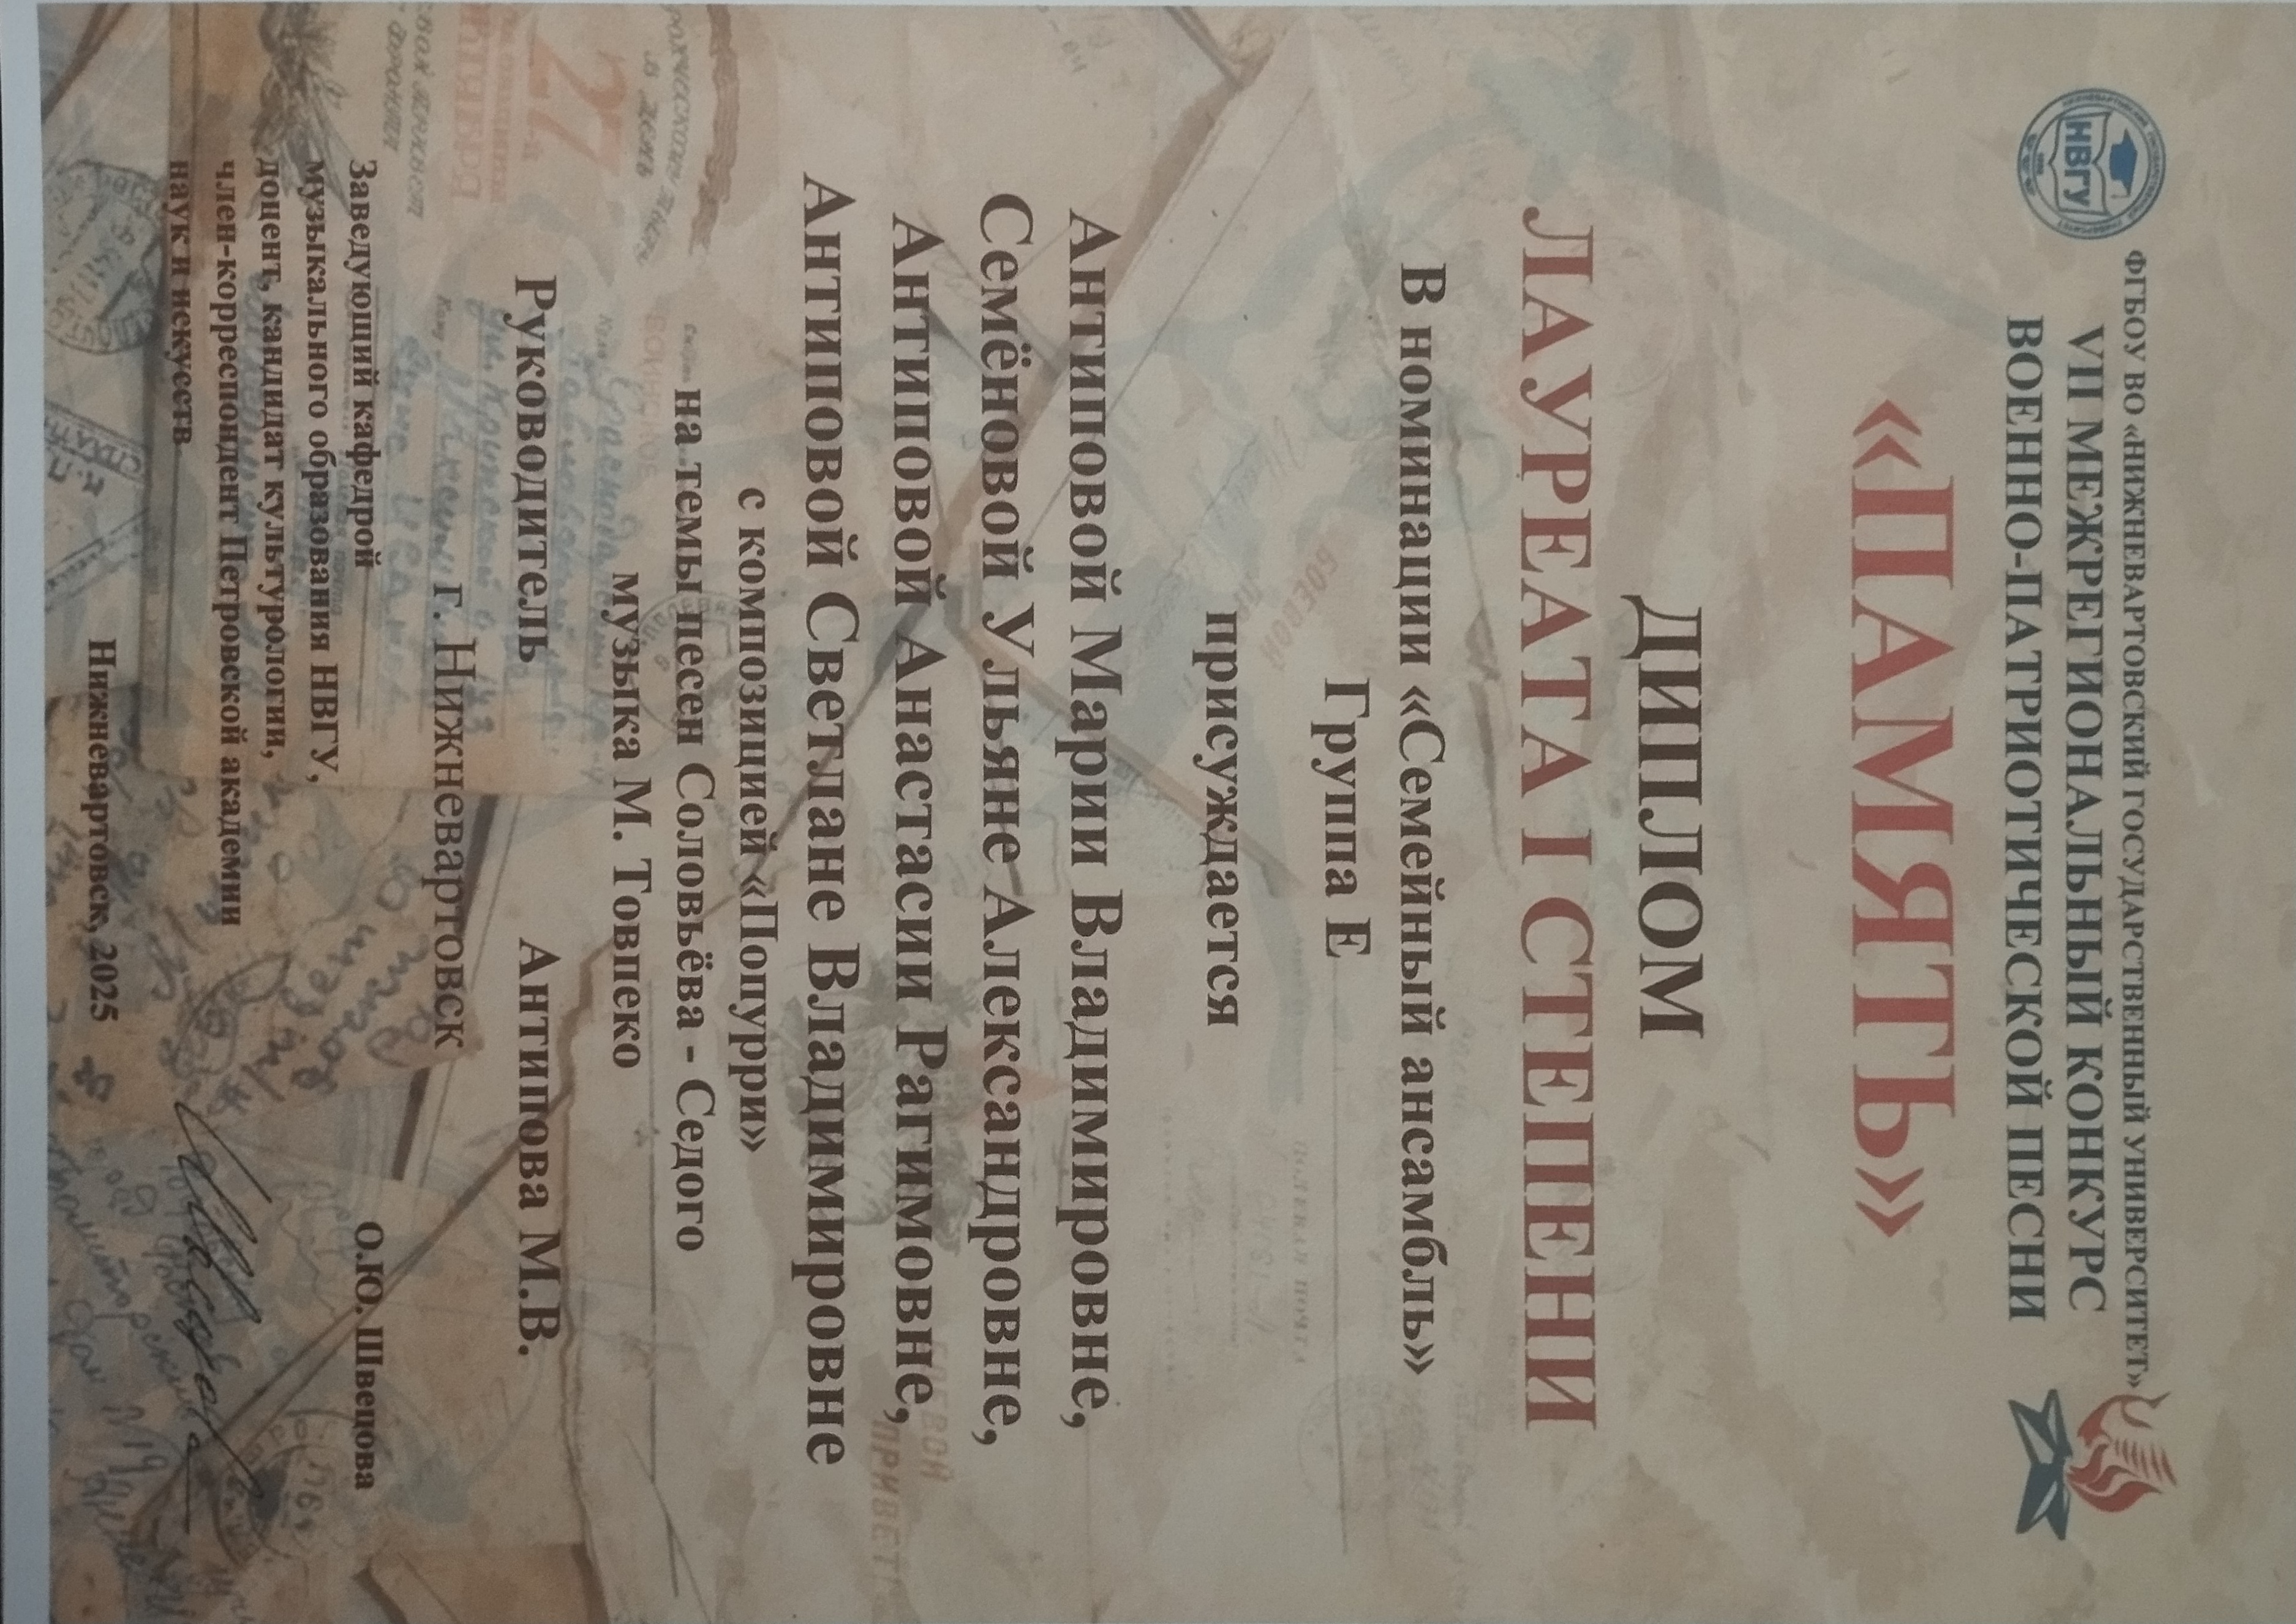 ФГБОУ ВО «НИЖНЕВАРТОВСКИЙ ГОСУДАРСТВЕННЫЙ УНИВЕРСИТЕТ»
НВГУ
VII МЕЖРЕГИОНАЛЬНЫЙ КОНКУРС
ВОЕННО-ПАТРИОТИЧЕСКОЙ ПЕСНИ
«ПАМЯТЬ»
ДИПЛОМ
ЛАУРЕАТА I СТЕПЕНИ
В номинации «Семейный ансамбль»
Группа Е
присуждается
Антиповой Марии Владимировне,
Семёновой Ульяне Александровне,
Антиповой Анастасии Рагимовне,
Антиповой Светлане Владимировне
с композицией «Попурри»
на темы песен Соловьёва - Седого
музыка М. Товпеко
Руководитель Антипова М.В.
г. Нижневартовск
Заведующий кафедрой
музыкального образования НВГУ,
доцент, кандидат культурологии,
член-корреспондент Петровской академии
наук и искусств
О.Ю. Швецова
Нижневартовск, 2025
БОЕВОЙ
ПРИВЕТ